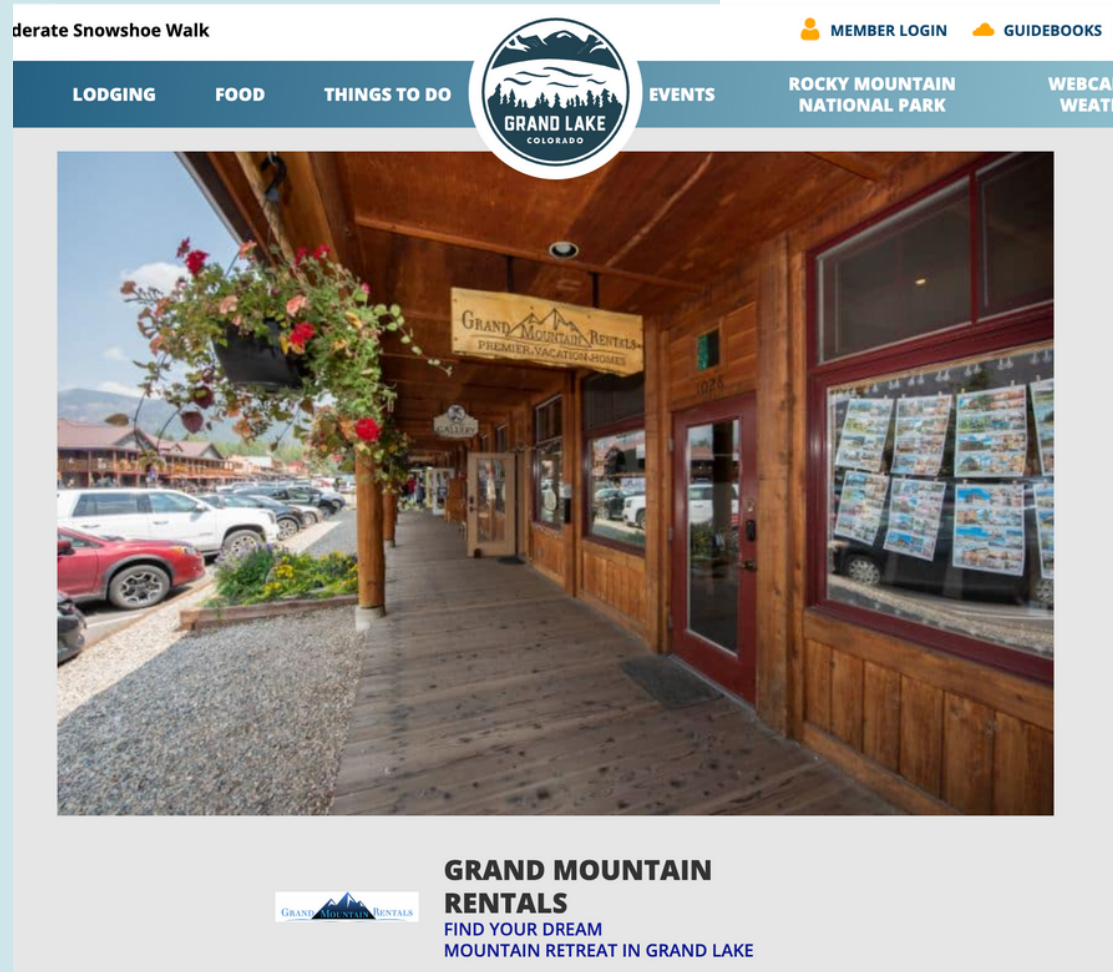 derate Snowshoe Walk
MEMBER LOGIN
GUIDEBOOKS
LODGING
FOOD
THINGS TO DO
GRAND LAKE
COLORADO
EVENTS
ROCKY MOUNTAIN
NATIONAL PARK
WEBCA
WEAT
GRAND MOUNTAIN RENTALS
PREMIER VACATION HOMES
1028
GALLERY
GRAND MOUNTAIN RENTALS
GRAND MOUNTAIN
RENTALS
FIND YOUR DREAM
MOUNTAIN RETREAT IN GRAND LAKE